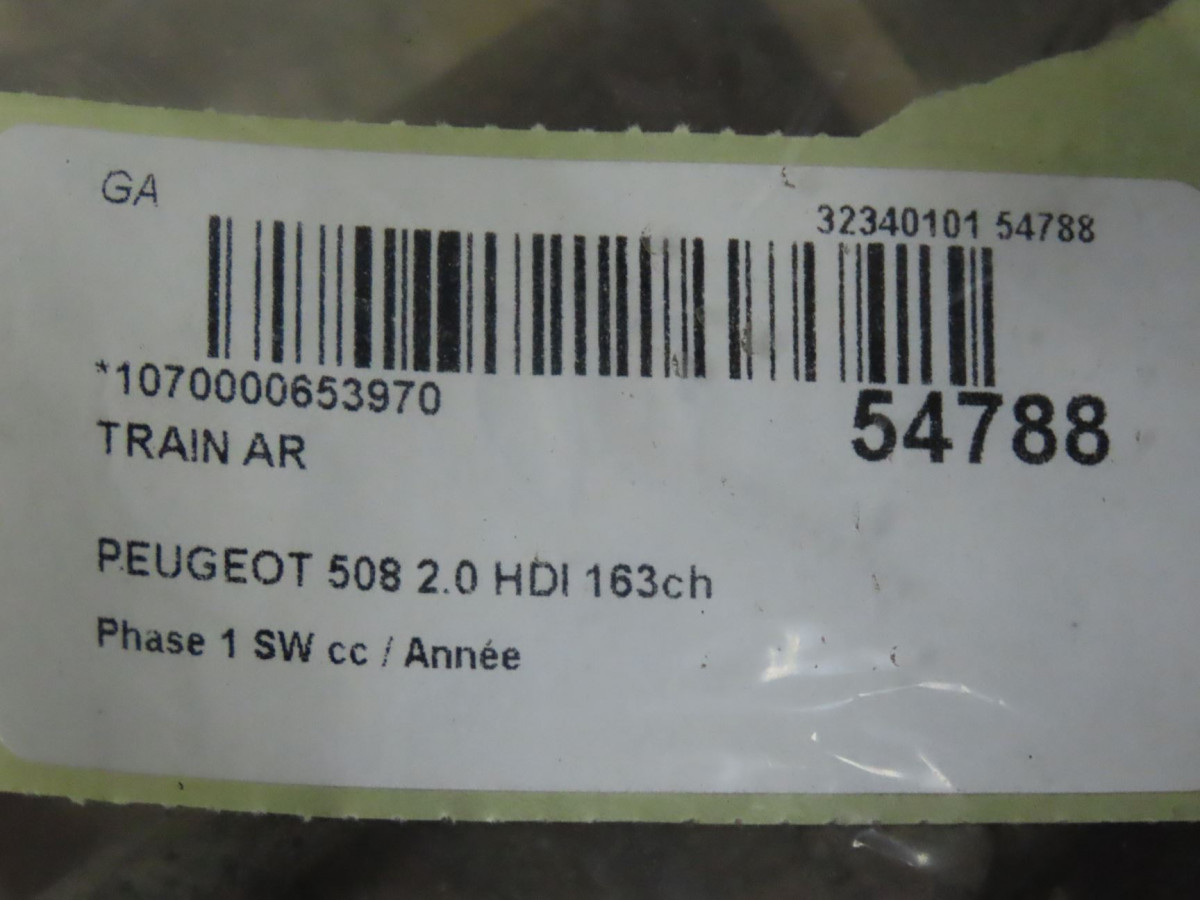 GA
32340101 54788
*1070000653970
54788
TRAIN AR
PEUGEOT 508 2.0 HDI 163ch
Phase 1 SW cc / Année